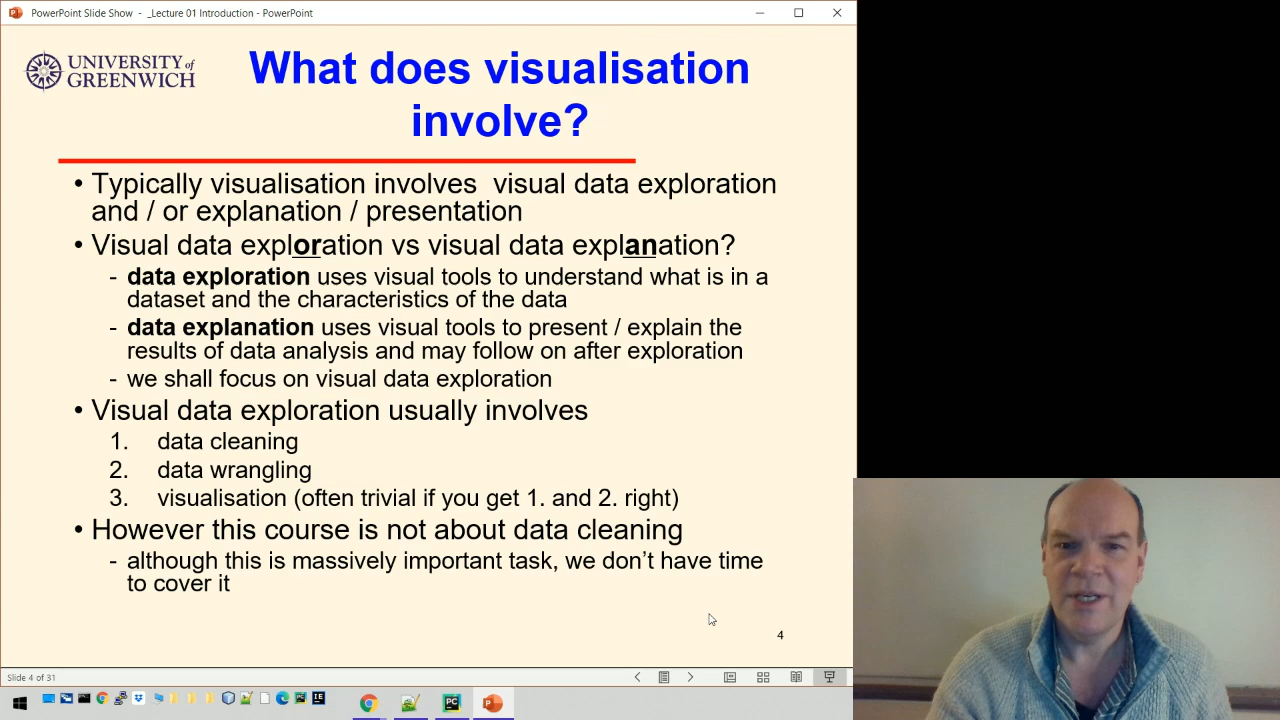 PowerPoint Slide Show - _Lecture 01 Introduction - PowerPoint
UNIVERSITY of
GREENWICH
What does visualisation
involve?
• Typically visualisation involves  visual data exploration
and / or explanation / presentation
• Visual data exploration vs visual data explanation?
- data exploration uses visual tools to understand what is in a
dataset and the characteristics of the data
- data explanation uses visual tools to present / explain the
results of data analysis and may follow on after exploration
- we shall focus on visual data exploration
• Visual data exploration usually involves
1. data cleaning
2. data wrangling
3. visualisation (often trivial if you get 1. and 2. right)
• However this course is not about data cleaning
- although this is massively important task, we don't have time
to cover it
4
Slide 4 of 31